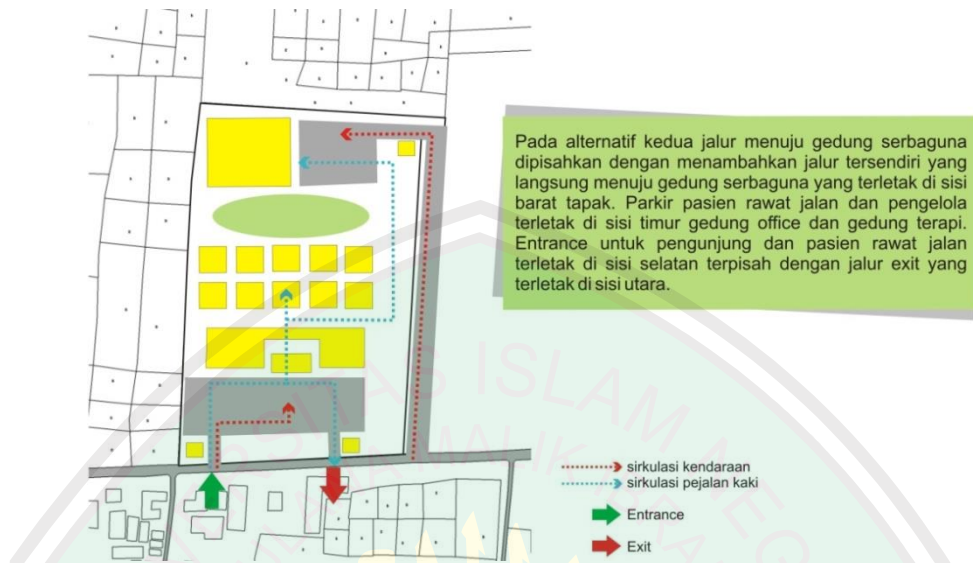 Pada alternatif kedua jalur menuju gedung serbaguna
dipisahkan dengan menambahkan jalur tersendiri yang
langsung menuju gedung serbaguna yang terletak di sisi
barat tapak. Parkir pasien rawat jalan dan pengelola
terletak di sisi timur gedung office dan gedung terapi.
Entrance untuk pengunjung dan pasien rawat jalan
terletak di sisi selatan terpisah dengan jalur exit yang
terletak di sisi utara.
sirkulasi kendaraan
sirkulasi pejalan kaki
Entrance
Exit